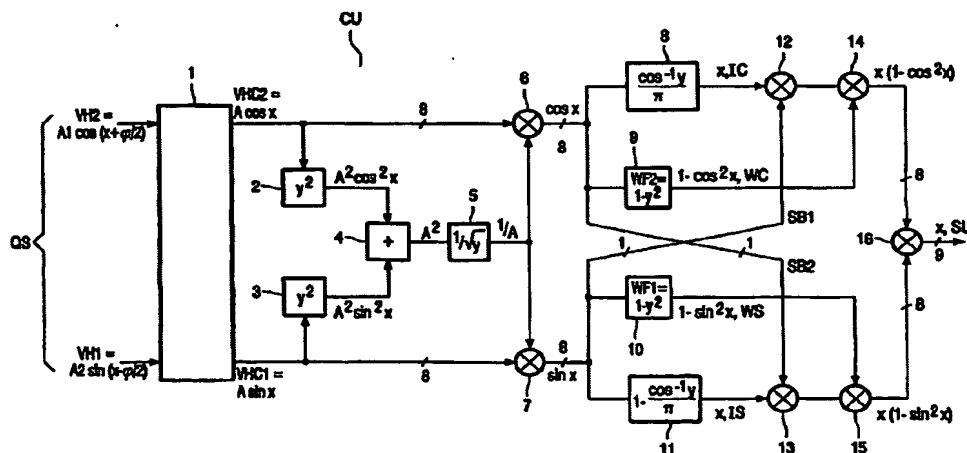 CU
1
VH2 =
A1 cos (x+φ/2)
VHC2 =
A cos x
8
6
cos x
8
8
cos⁻¹y
π
x, IC
12
14
x (1-cos²x)
9
WF2=
1-y²
1-cos²x, WC
8
2
y²
A²cos²x
5
4
+
A²
1/√y
1/A
QS
1
1
SB1
SB2
16
x, SL
9
3
y²
A²sin²x
WF1=
1-y²
1-sin²x, WS
10
8
VH1 =
A2 sin (x-φ/2)
VHC1 =
A sin x
8
7
8
sin x
1-
cos⁻¹y
π
x, IS
11
13
15
x (1-sin²x)